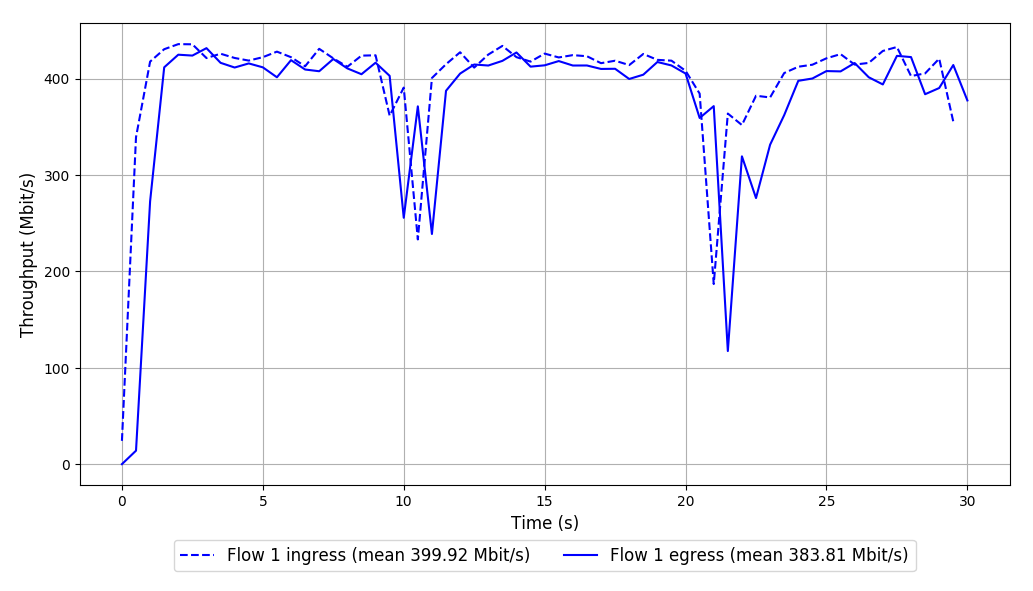 Throughput (Mbit/s)
400
300
200
100
0
0 5 10 15 20 25 30
Time (s)
Flow 1 ingress (mean 399.92 Mbit/s) Flow 1 egress (mean 383.81 Mbit/s)